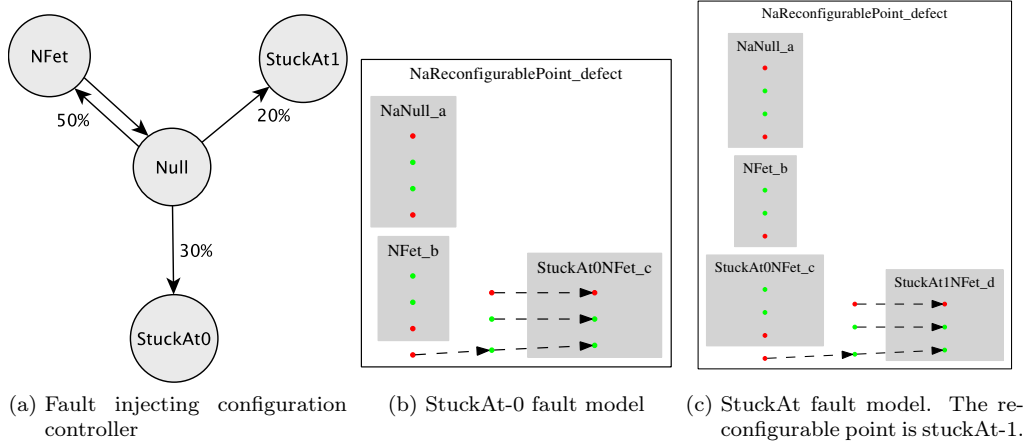 NFet
StuckAt1
50%
20%
Null
30%
StuckAt0
(a) Fault injecting configuration
controller
NaReconfigurablePoint_defect
NaNull_a
NFet_b
StuckAt0NFet_c
(b) StuckAt-0 fault model
NaReconfigurablePoint_defect
NaNull_a
NFet_b
StuckAt0NFet_c
StuckAt1NFet_d
(c) StuckAt fault model. The re-
configurable point is stuckAt-1.